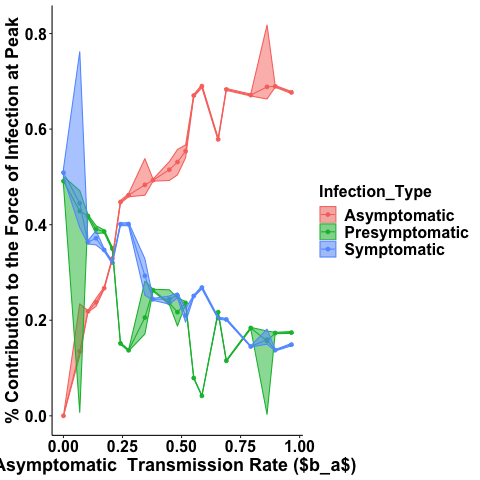 % Contribution to the Force of Infection at Peak
0.8
0.6
0.4
0.2
0.0
0.00 0.25 0.50 0.75 1.00
Asymptomatic Transmission Rate ($b_a$)
Infection_Type
Asymptomatic
Presymptomatic
Symptomatic